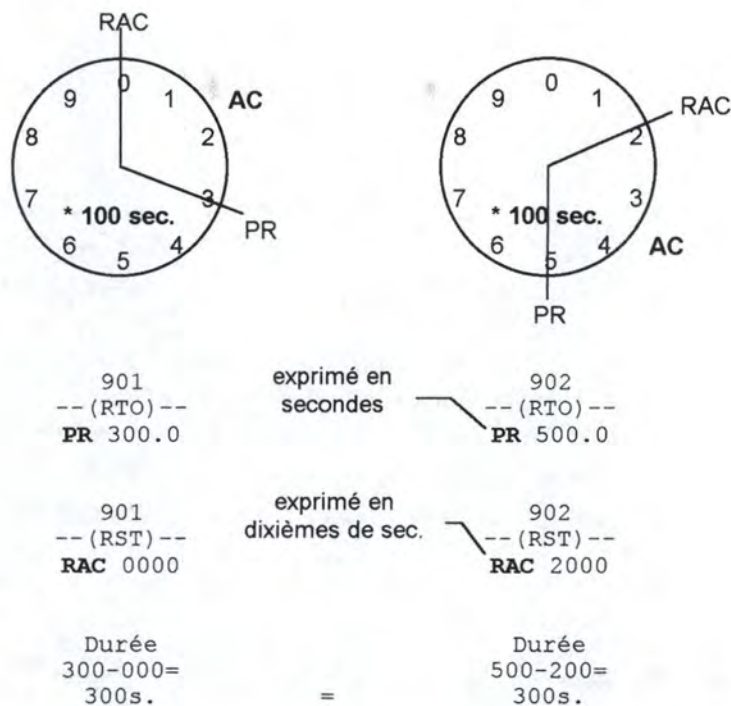 RAC
0
1
2
3
4
5
6
7
8
9
AC
PR
* 100 sec.
0
1
2
3
4
5
6
7
8
9
RAC
AC
PR
* 100 sec.
901
--(RTO)--
PR 300.0
exprimé en
secondes
902
--(RTO)--
PR 500.0
901
--(RST)--
RAC 0000
exprimé en
dixièmes de sec.
902
--(RST)--
RAC 2000
Durée
300-000=
300s.
=
Durée
500-200=
300s.